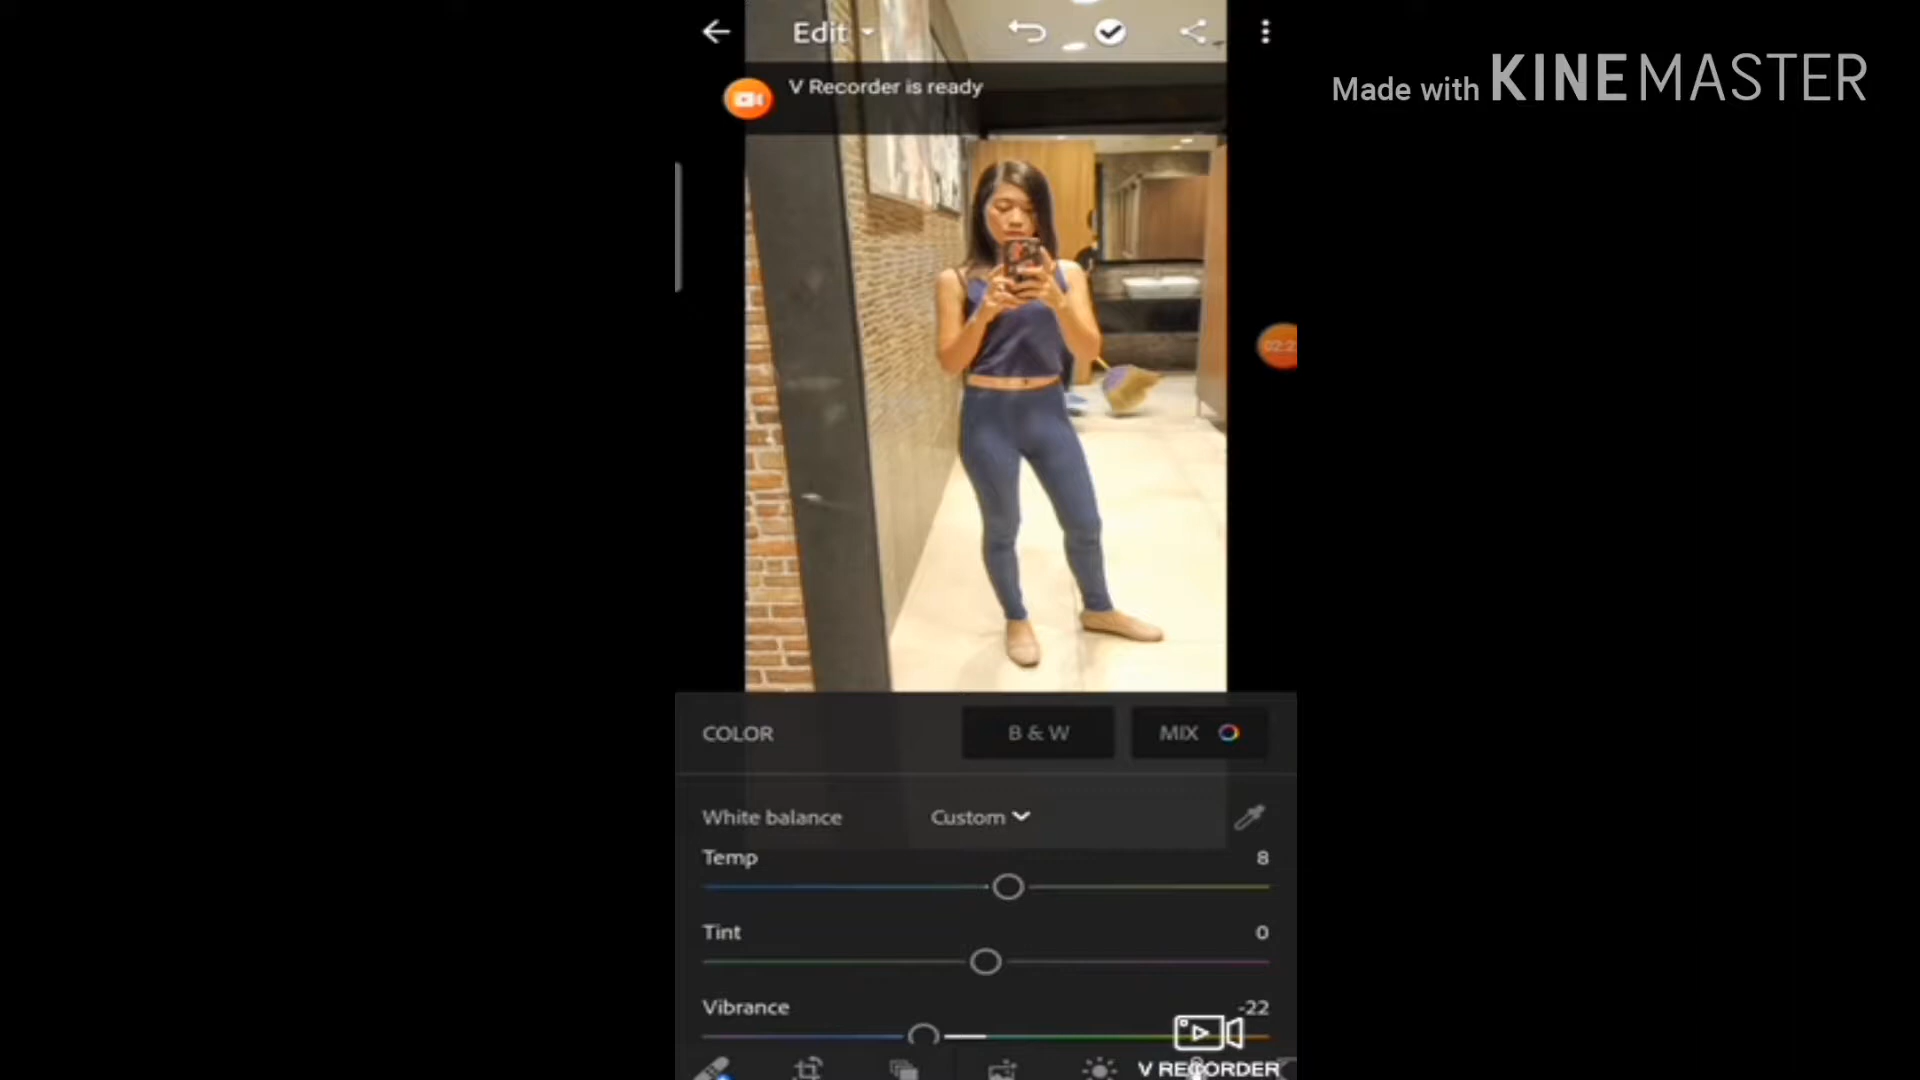 Edit
V Recorder is ready
Made with KINEMASTER
COLOR
B & W
MIX
White balance
Custom
Temp
8
Tint
0
Vibrance
-22
V RECORDER